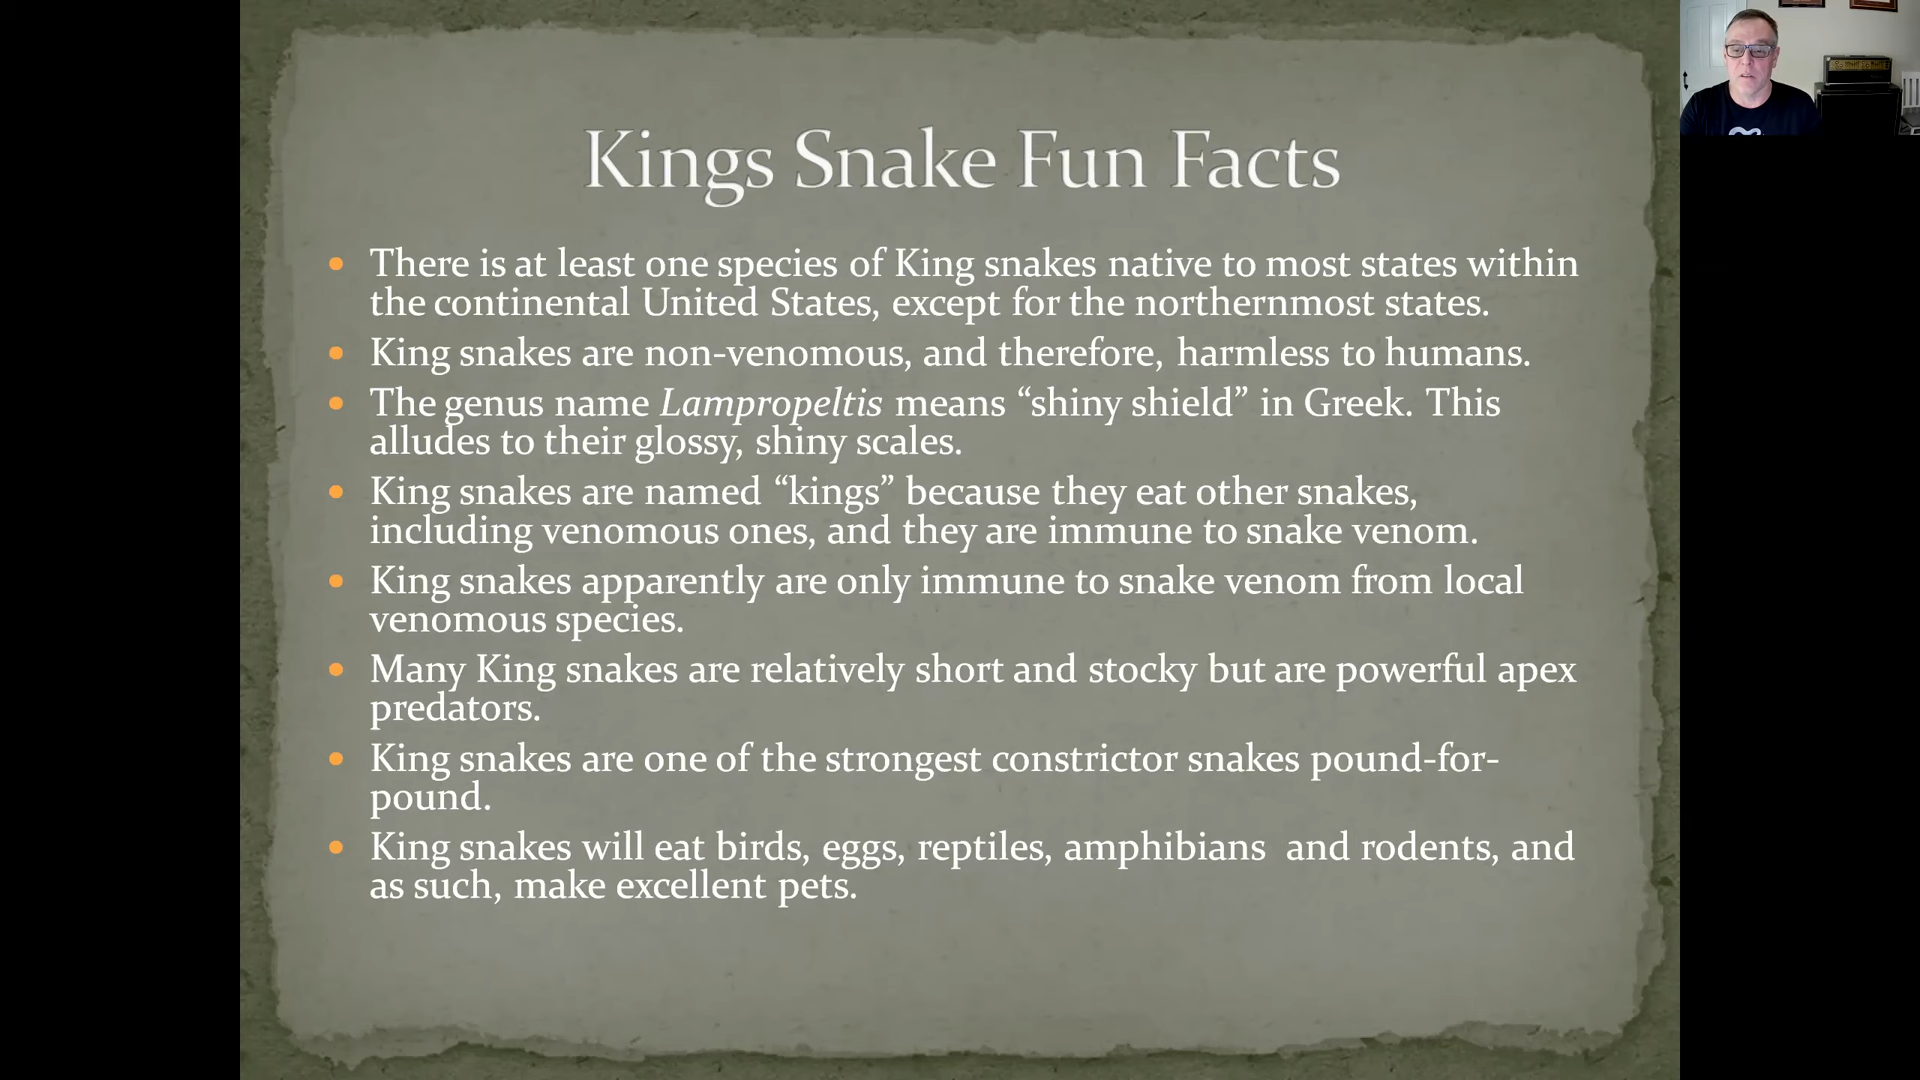 Kings Snake Fun Facts
• There is at least one species of King snakes native to most states within
the continental United States, except for the northernmost states.
• King snakes are non-venomous, and therefore, harmless to humans.
• The genus name Lampropeltis means “shiny shield” in Greek. This
alludes to their glossy, shiny scales.
• King snakes are named “kings” because they eat other snakes,
including venomous ones, and they are immune to snake venom.
• King snakes apparently are only immune to snake venom from local
venomous species.
• Many King snakes are relatively short and stocky but are powerful apex
predators.
• King snakes are one of the strongest constrictor snakes pound-for-
pound.
• King snakes will eat birds, eggs, reptiles, amphibians  and rodents, and
as such, make excellent pets.